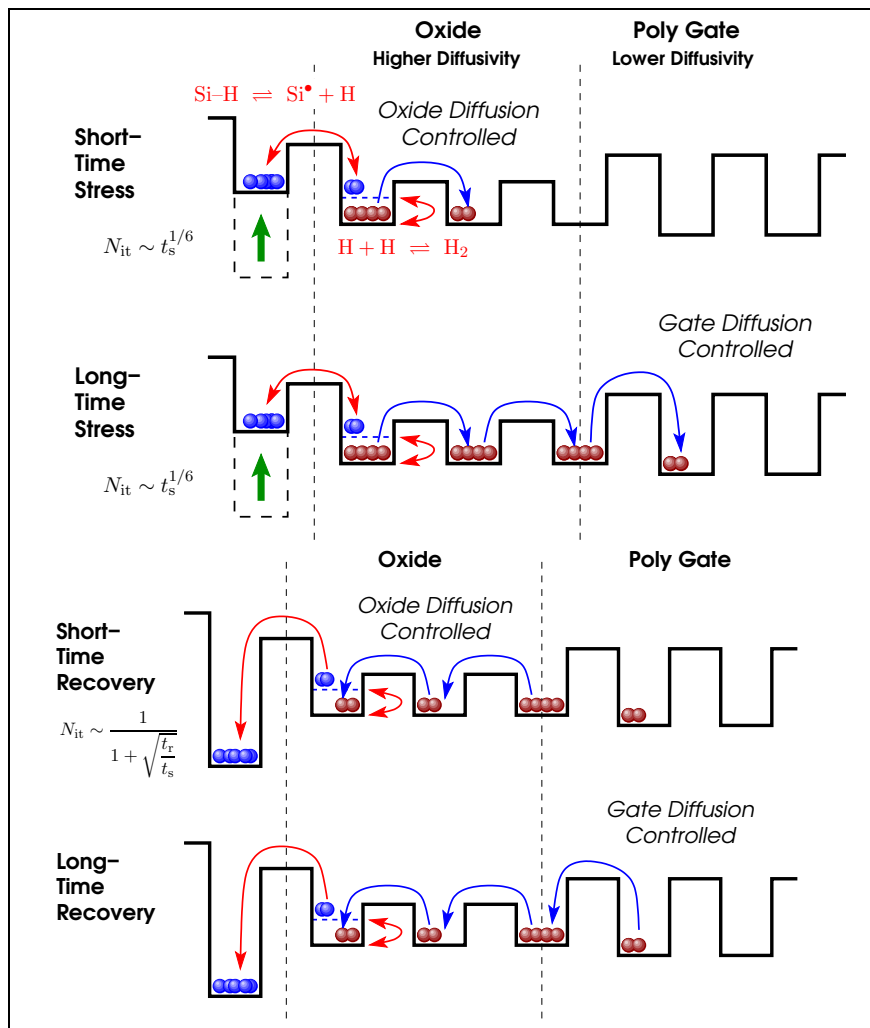 Oxide
Higher Diffusivity
Poly Gate
Lower Diffusivity
Si–H ⇌ Si• + H
Oxide Diffusion
Controlled
Short–
Time
Stress
N_it ∼ t_s^{1/6}
H + H ⇌ H₂
Gate Diffusion
Controlled
Long–
Time
Stress
N_it ∼ t_s^{1/6}
Oxide
Poly Gate
Oxide Diffusion
Controlled
Short–
Time
Recovery
N_it ∼ 1 / (1 + √(t_r / t_s))
Gate Diffusion
Controlled
Long–
Time
Recovery